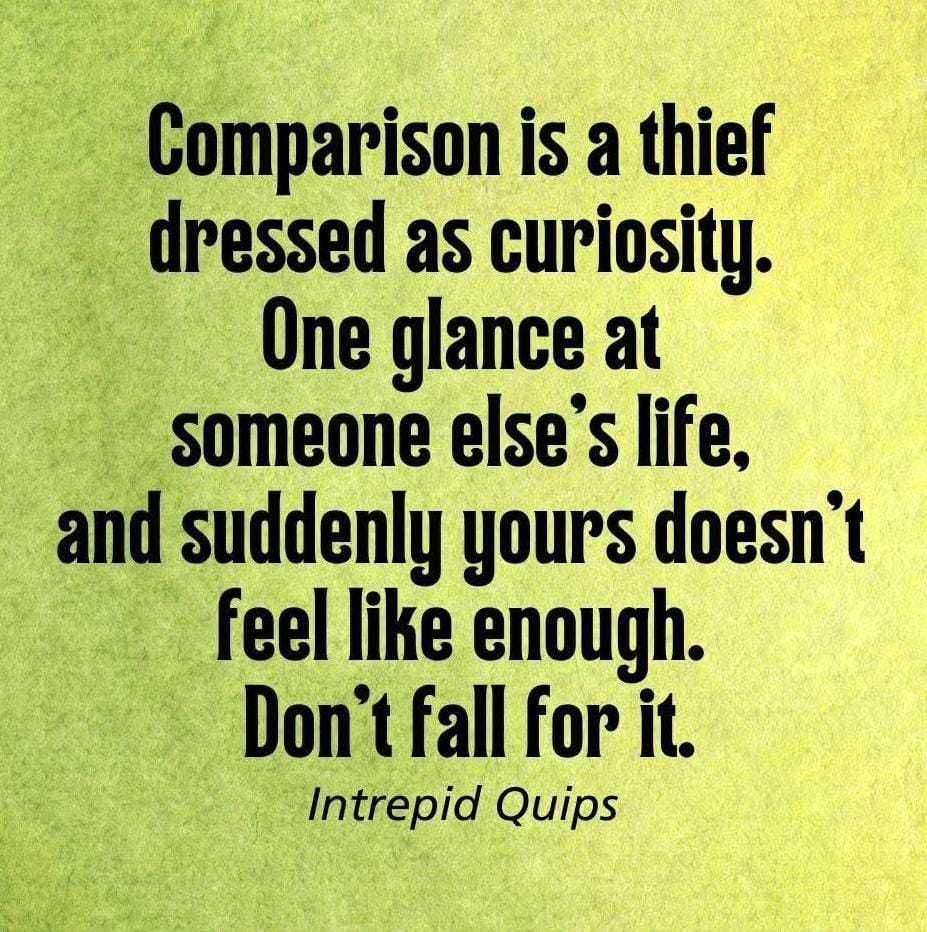 Comparison is a thief
dressed as curiosity.
One glance at
someone else’s life,
and suddenly yours doesn’t
feel like enough.
Don’t fall for it.
Intrepid Quips